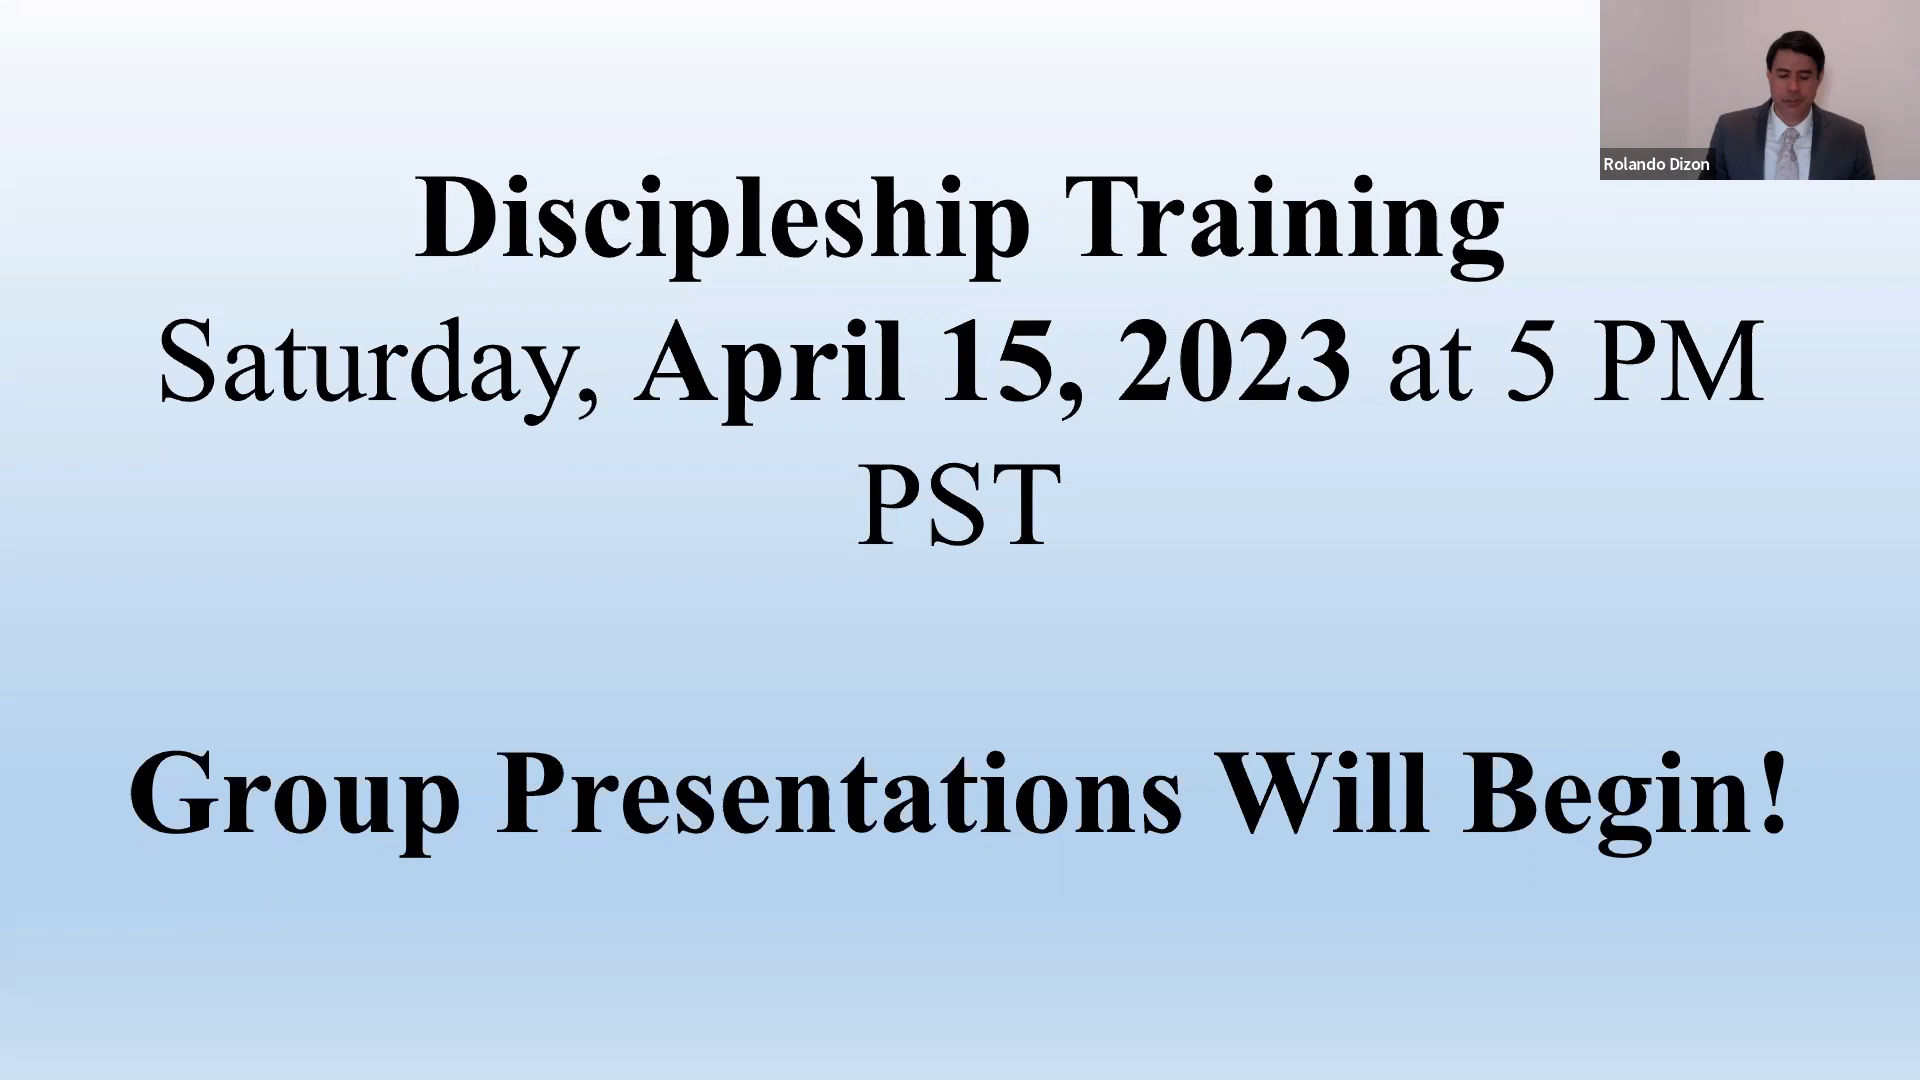 Discipleship Training
Saturday, April 15, 2023 at 5 PM
PST
Group Presentations Will Begin!
Rolando Dizon